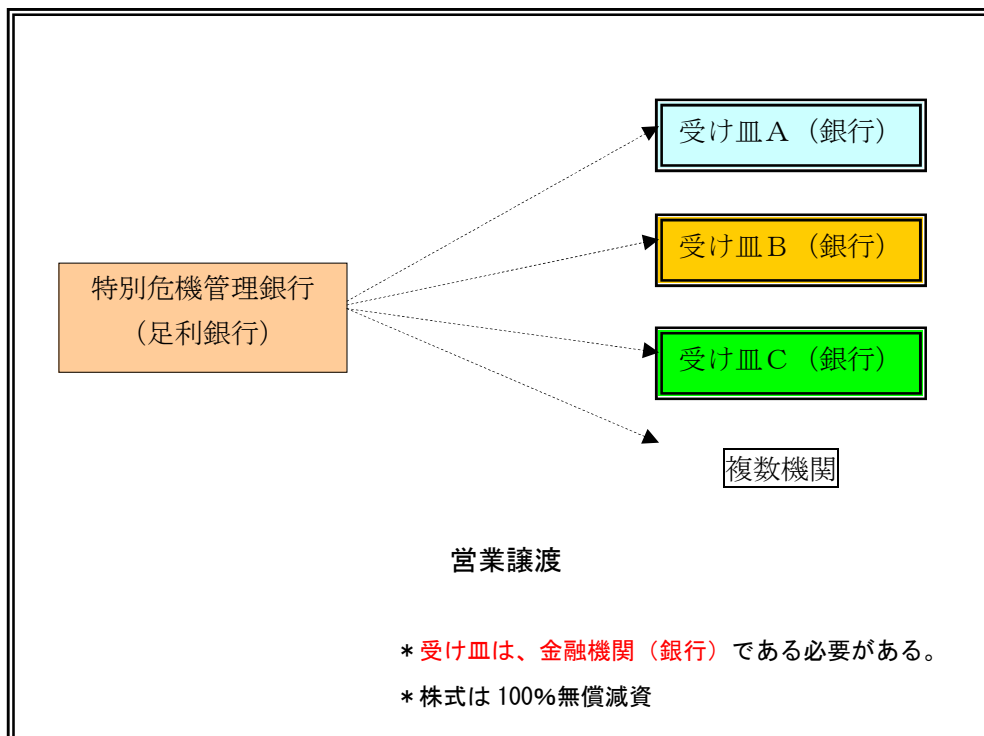 受け皿Ａ（銀行）
受け皿Ｂ（銀行）
特別危機管理銀行
（足利銀行）
受け皿Ｃ（銀行）
複数機関
営業譲渡
＊受け皿は、金融機関（銀行）である必要がある。
＊株式は 100％無償減資